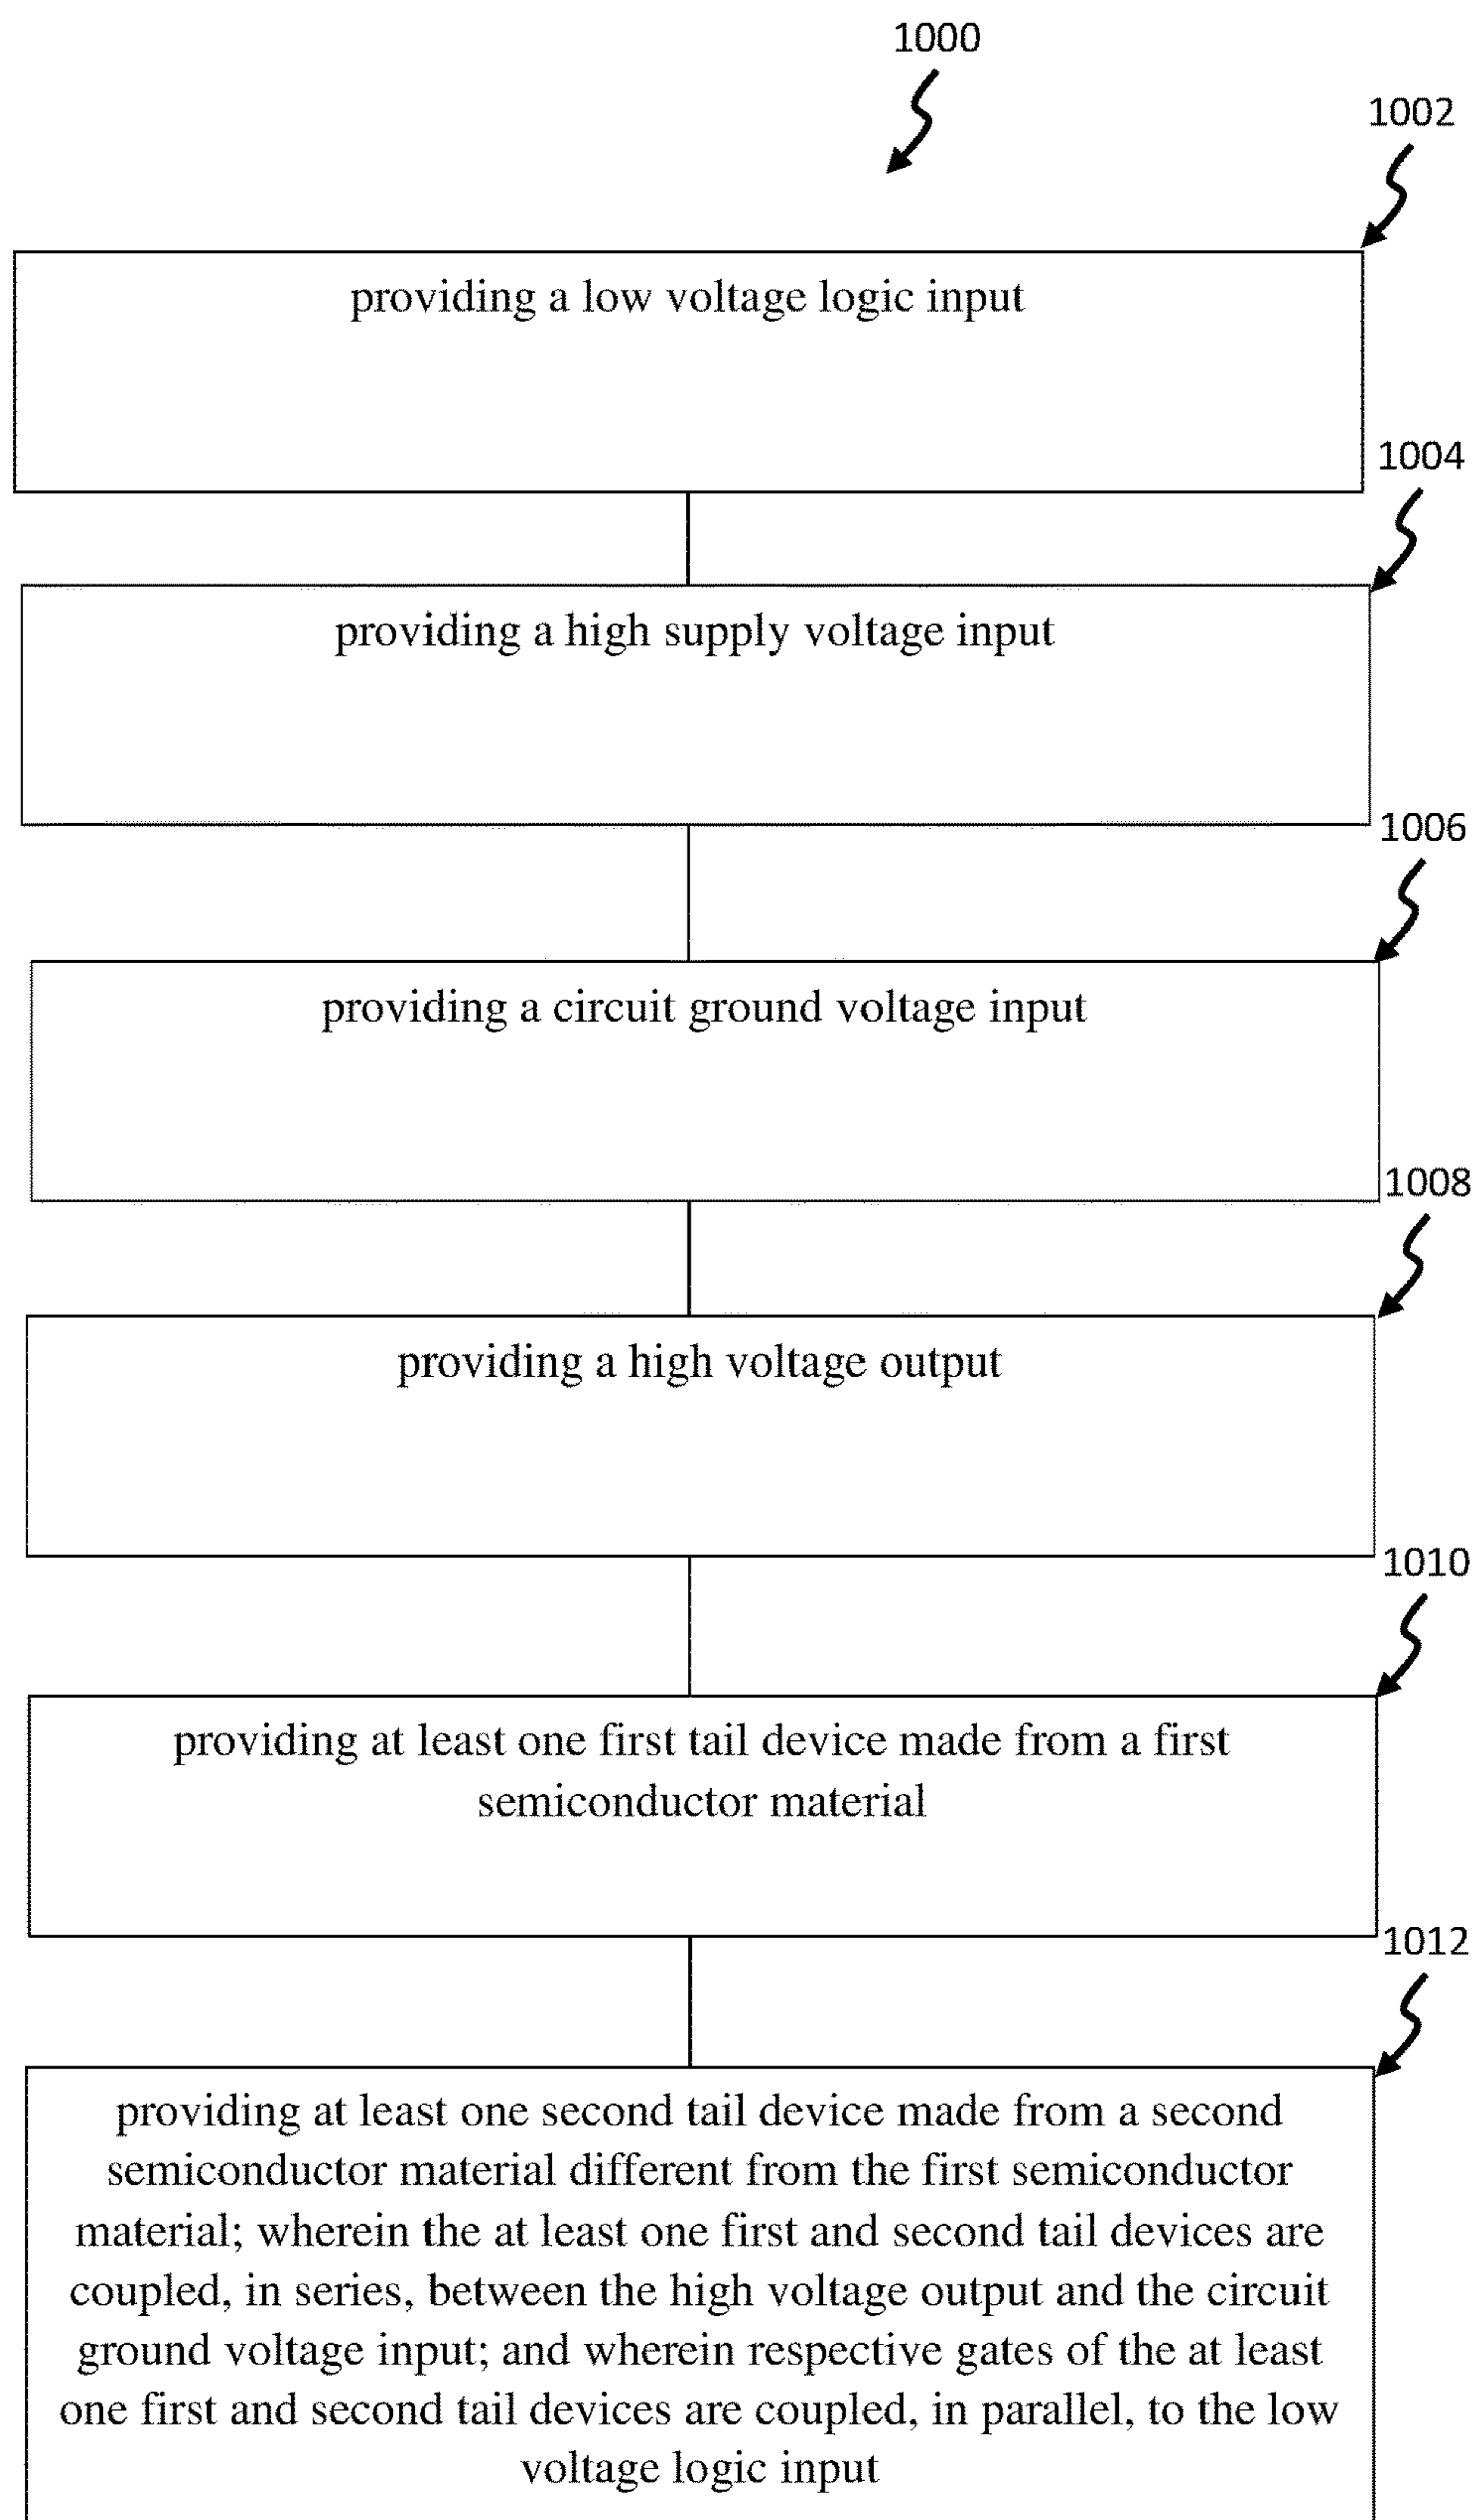 1000
1002
providing a low voltage logic input
1004
providing a high supply voltage input
1006
providing a circuit ground voltage input
1008
providing a high voltage output
1010
providing at least one first tail device made from a first
semiconductor material
1012
providing at least one second tail device made from a second
semiconductor material different from the first semiconductor
material; wherein the at least one first and second tail devices are
coupled, in series, between the high voltage output and the circuit
ground voltage input; and wherein respective gates of the at least
one first and second tail devices are coupled, in parallel, to the low
voltage logic input